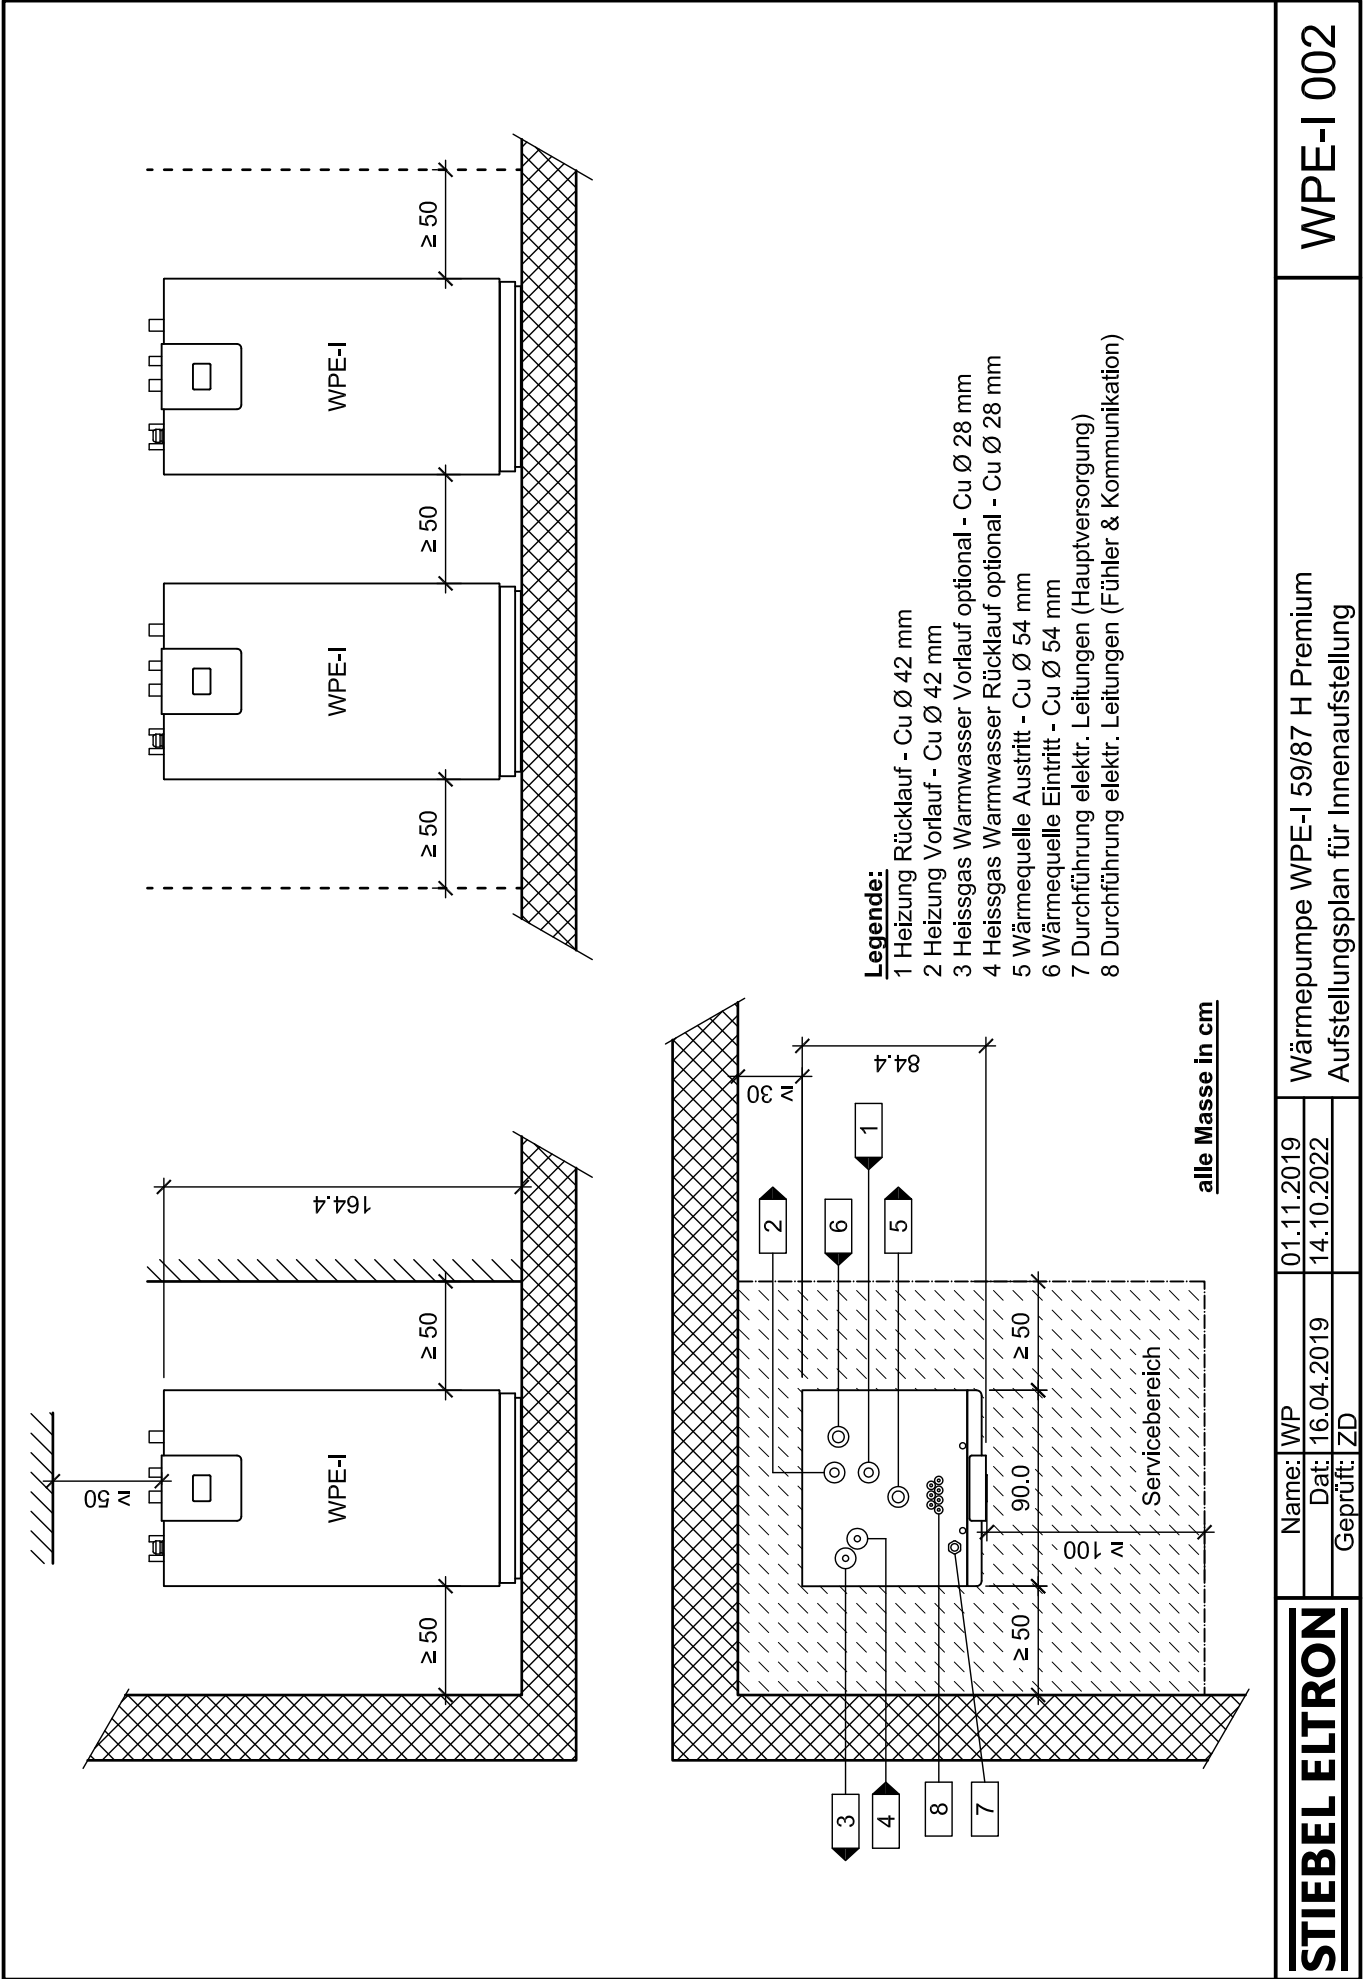 ≥ 50
164.4
≥ 50
≥ 50
WPE-I
≥ 50
≥ 50
≥ 50
WPE-I
WPE-I
≥ 30
84.4
≥ 50
90.0
≥ 50
≥ 100
Servicebereich
1
2
3
4
5
6
7
8
Legende:
1 Heizung Rücklauf - Cu Ø 42 mm
2 Heizung Vorlauf - Cu Ø 42 mm
3 Heissgas Warmwasser Vorlauf optional - Cu Ø 28 mm
4 Heissgas Warmwasser Rücklauf optional - Cu Ø 28 mm
5 Wärmequelle Austritt - Cu Ø 54 mm
6 Wärmequelle Eintritt - Cu Ø 54 mm
7 Durchführung elektr. Leitungen (Hauptversorgung)
8 Durchführung elektr. Leitungen (Fühler & Kommunikation)
alle Masse in cm
STIEBEL ELTRON
Name: WP 01.11.2019
Dat: 16.04.2019 14.10.2022
Geprüft: ZD
Wärmepumpe WPE-I 59/87 H Premium
Aufstellungsplan für Innenaufstellung
WPE-I 002